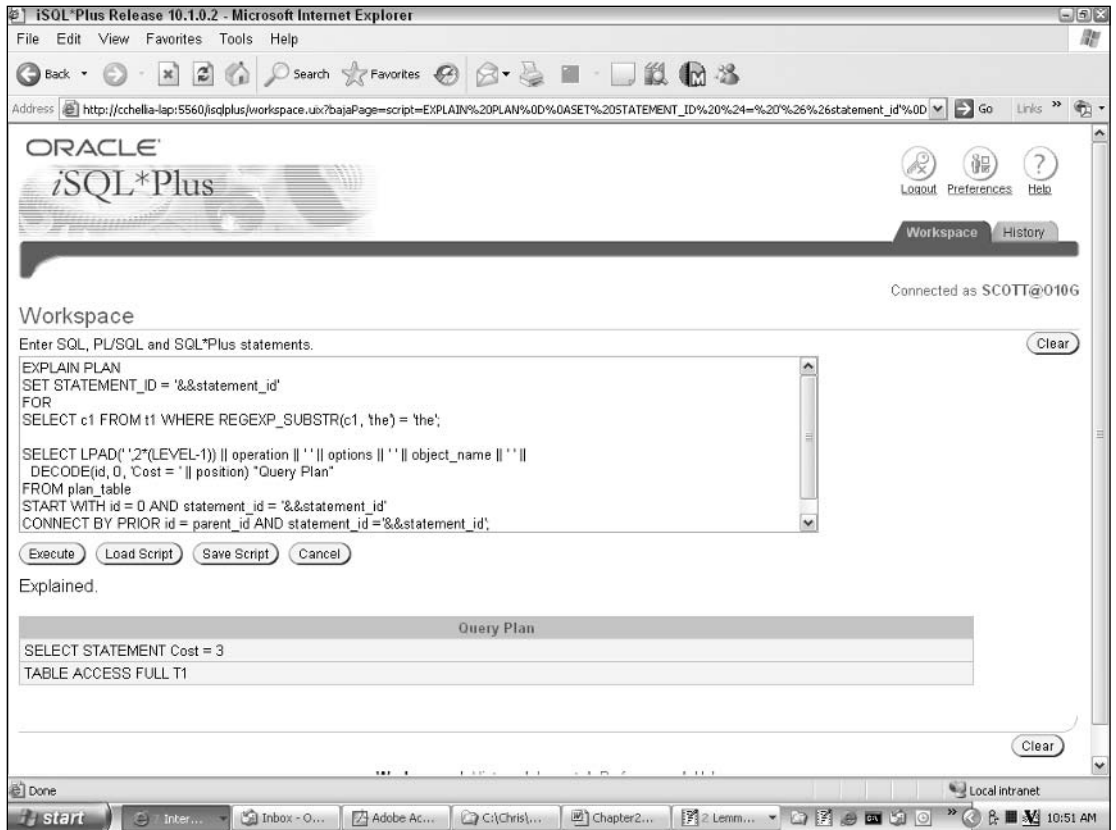 iSQL*Plus Release 10.1.0.2 - Microsoft Internet Explorer
File Edit View Favorites Tools Help
Back Search Favorites
Address http://cchellia-lap:5560/isqlplus/workspace.uix?bajaPage=script=EXPLAIN%20PLAN%0D%0ASET%20STATEMENT_ID%20%24=%20'%26%26statement_id'%0D Go Links »
ORACLE
iSQL*Plus
Logout Preferences Help
Workspace History
Connected as SCOTT@O10G
Workspace
Enter SQL, PL/SQL and SQL*Plus statements.
Clear
EXPLAIN PLAN
SET STATEMENT_ID = '&&statement_id'
FOR
SELECT c1 FROM t1 WHERE REGEXP_SUBSTR(c1, 'the') = 'the';
SELECT LPAD(' ',2*(LEVEL-1)) || operation || ' ' || options || ' ' || object_name || ' ' ||
DECODE(id, 0, 'Cost = ' || position) "Query Plan"
FROM plan_table
START WITH id = 0 AND statement_id = '&&statement_id'
CONNECT BY PRIOR id = parent_id AND statement_id ='&&statement_id';
Execute Load Script Save Script Cancel
Explained.
Query Plan
SELECT STATEMENT Cost = 3
TABLE ACCESS FULL T1
Clear
Done Local intranet
start 7 Inter... Inbox - O... Adobe Ac... C:\Chris\... Chapter2... 2 Lemm... » 10:51 AM